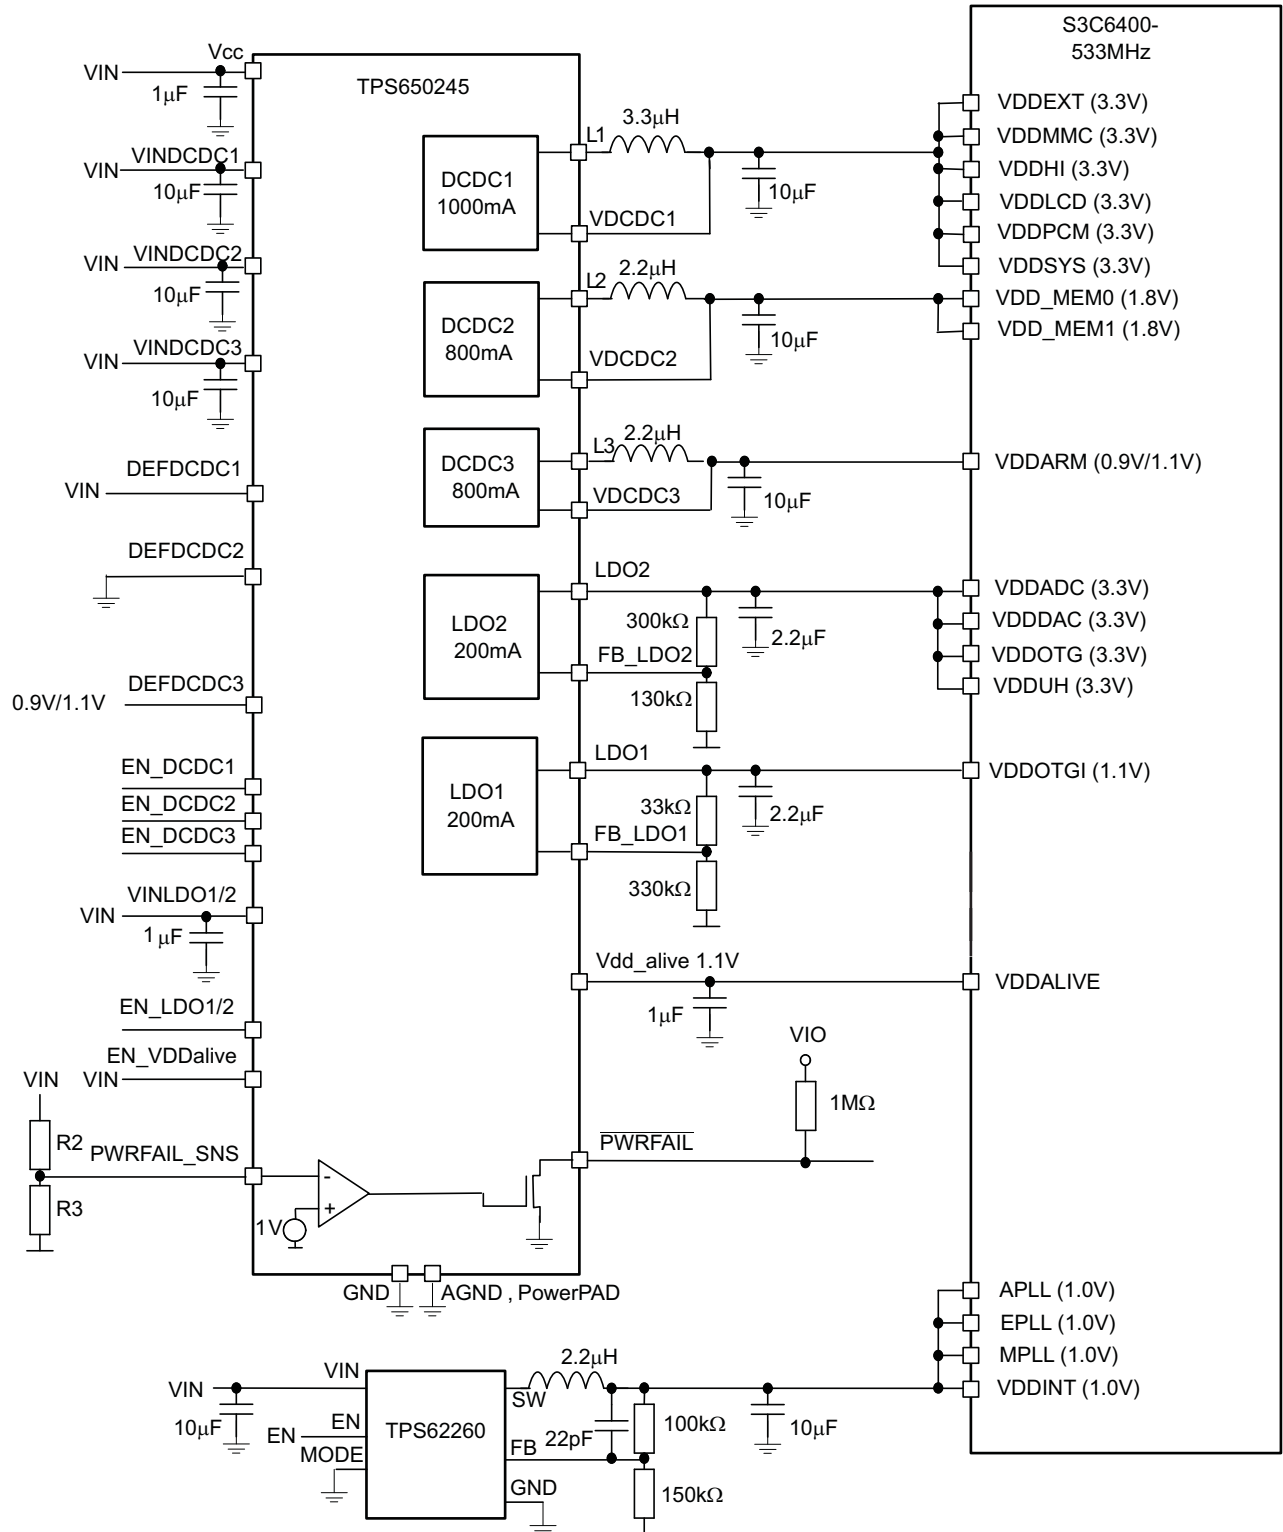 S3C6400-
533MHz
Vcc
VIN
1μF
TPS650245
VINDCDC1
VIN
10μF
VINDCDC2
VIN
10μF
VINDCDC3
VIN
10μF
DEFDCDC1
VIN
DEFDCDC2
DEFDCDC3
0.9V/1.1V
EN_DCDC1
EN_DCDC2
EN_DCDC3
VINLDO1/2
VIN
1μF
EN_LDO1/2
EN_VDDalive
VIN
VIN
R2
PWRFAIL_SNS
R3
1V
-
+
GND
AGND , PowerPAD
DCDC1
1000mA
L1
3.3μH
VDCDC1
10μF
DCDC2
800mA
L2
2.2μH
VDCDC2
10μF
DCDC3
800mA
L3
2.2μH
VDCDC3
10μF
LDO2
200mA
LDO2
300kΩ
FB_LDO2
130kΩ
2.2μF
LDO1
200mA
LDO1
33kΩ
FB_LDO1
330kΩ
2.2μF
Vdd_alive 1.1V
1μF
VIO
1MΩ
PWRFAIL
VDDEXT (3.3V)
VDDMMC (3.3V)
VDDHI (3.3V)
VDDLCD (3.3V)
VDDPCM (3.3V)
VDDSYS (3.3V)
VDD_MEM0 (1.8V)
VDD_MEM1 (1.8V)
VDDARM (0.9V/1.1V)
VDDADC (3.3V)
VDDDAC (3.3V)
VDDOTG (3.3V)
VDDUH (3.3V)
VDDOTGI (1.1V)
VDDALIVE
APLL (1.0V)
EPLL (1.0V)
MPLL (1.0V)
VDDINT (1.0V)
VIN
VIN
10μF
EN
EN
MODE
TPS62260
SW
2.2μH
FB
22pF
GND
100kΩ
150kΩ
10μF